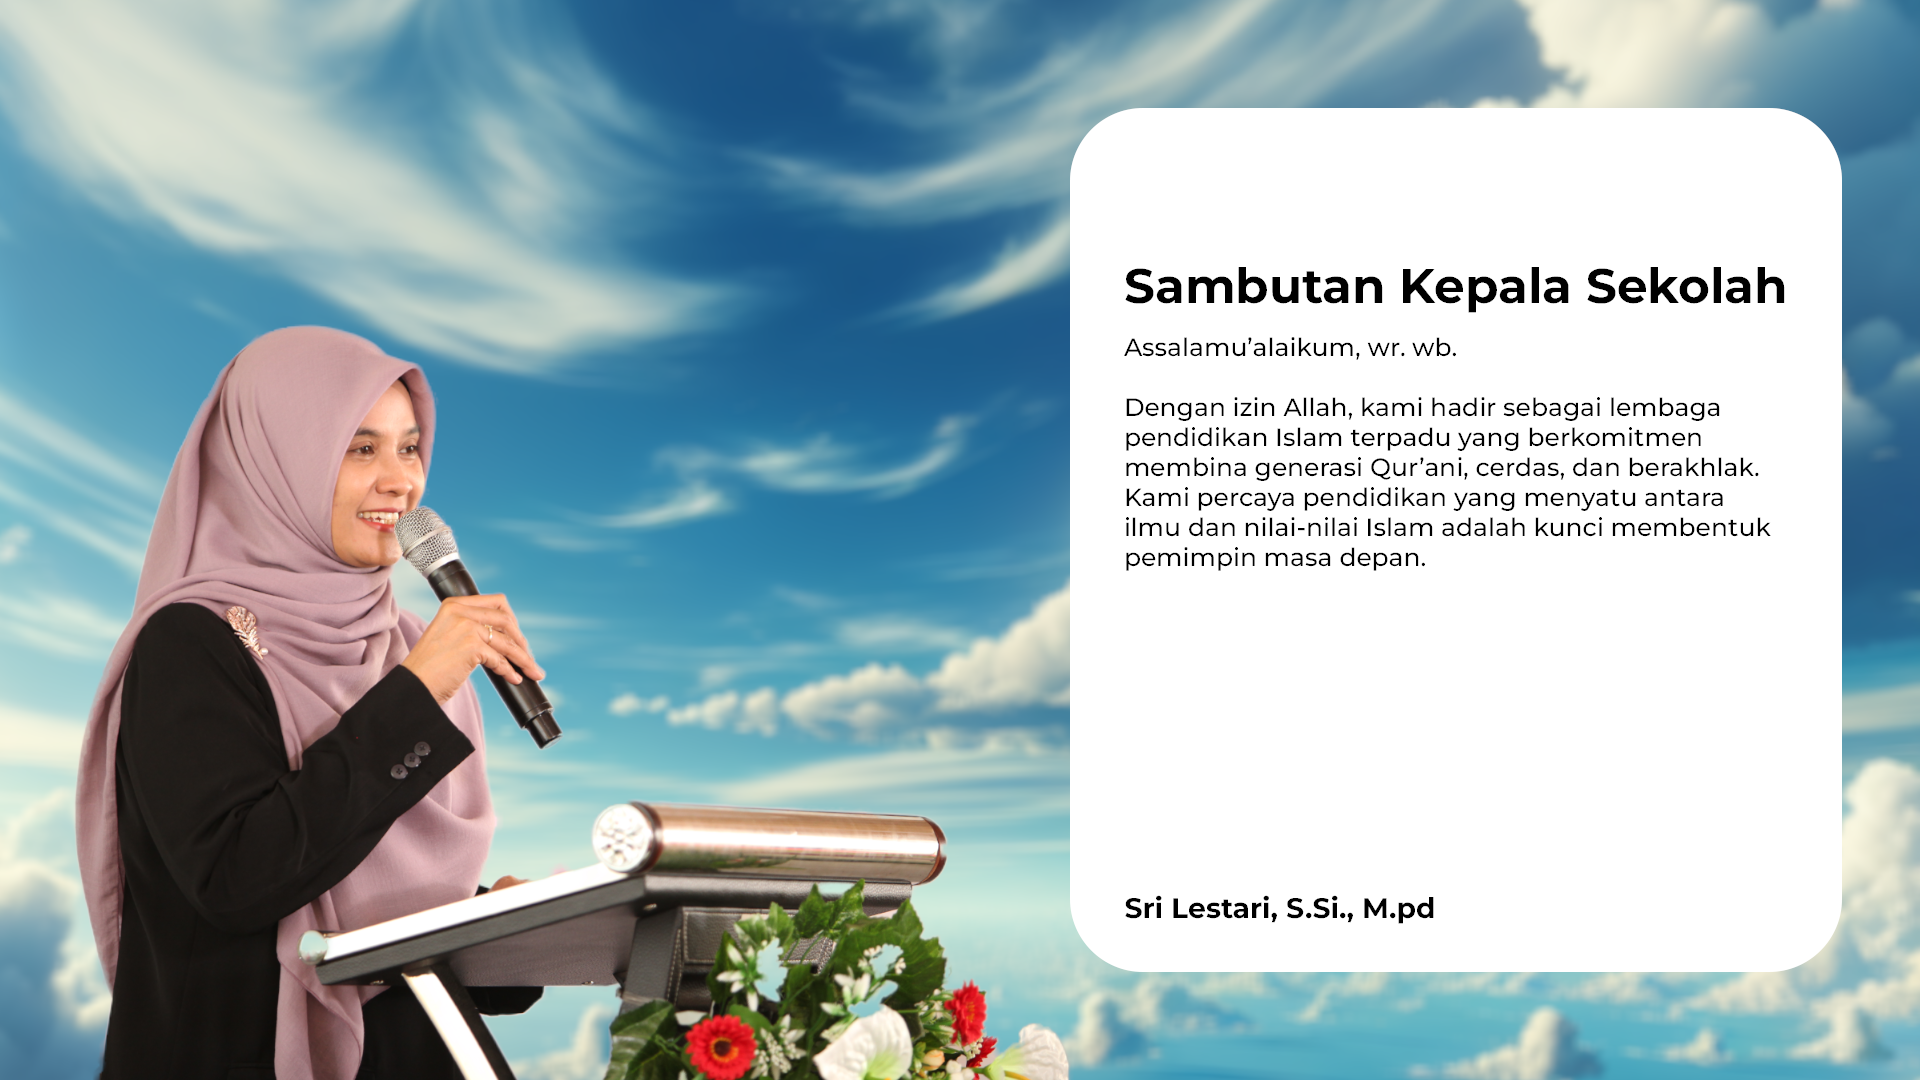 Sambutan Kepala Sekolah
Assalamu’alaikum, wr. wb.
Dengan izin Allah, kami hadir sebagai lembaga
pendidikan Islam terpadu yang berkomitmen
membina generasi Qur’ani, cerdas, dan berakhlak.
Kami percaya pendidikan yang menyatu antara
ilmu dan nilai-nilai Islam adalah kunci membentuk
pemimpin masa depan.
Sri Lestari, S.Si., M.pd